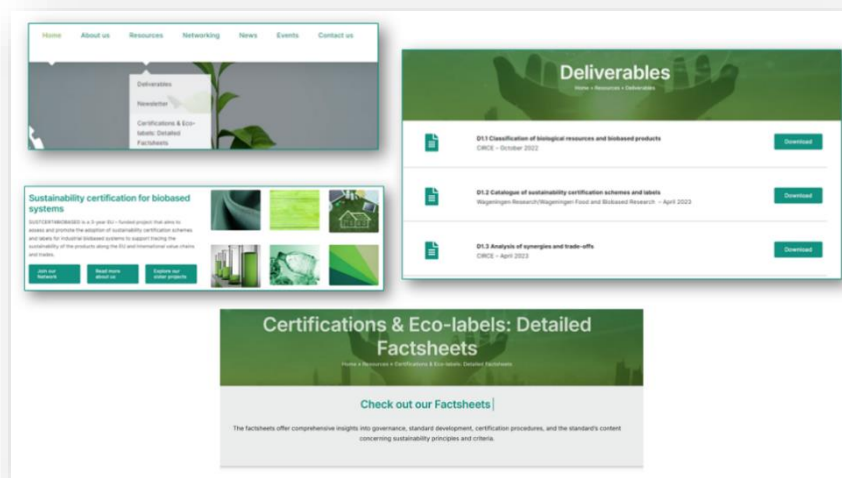 Home About us Resources Networking News Events Contact us
Deliverables
Newsletter
Certifications & Eco-
labels: Detailed
Factsheets
Sustainability certification for biobased
systems
SUSTCERT4BIOBASED is a 3-year EU – funded project that aims to
assess and promote the adoption of sustainability certification schemes
and labels for industrial biobased systems to support tracing the
sustainability of the products along the EU and international value chains
and trades.
Join our
Network
Read more
about us
Explore our
sister projects
Deliverables
Home » Resources » Deliverables
D1.1 Classification of biological resources and biobased products
CIRCE – October 2022
Download
D1.2 Catalogue of sustainability certification schemes and labels
Wageningen Research/Wageningen Food and Biobased Research – April 2023
Download
D1.3 Analysis of synergies and trade-offs
CIRCE – April 2023
Download
Certifications & Eco-labels: Detailed
Factsheets
Home » Resources » Certifications & Eco-labels: Detailed Factsheets
Check out our Factsheets
The factsheets offer comprehensive insights into governance, standard development, certification procedures, and the standard's content
concerning sustainability principles and criteria.